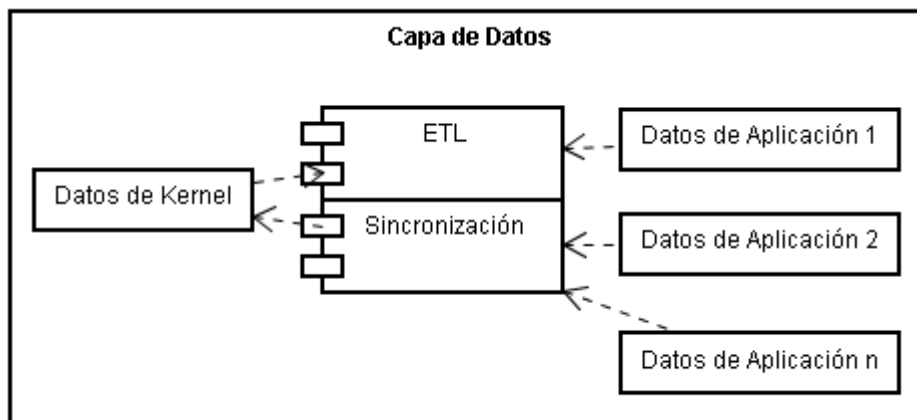 Capa de Datos
ETL
Datos de Aplicación 1
Datos de Kernel
Sincronización
Datos de Aplicación 2
Datos de Aplicación n